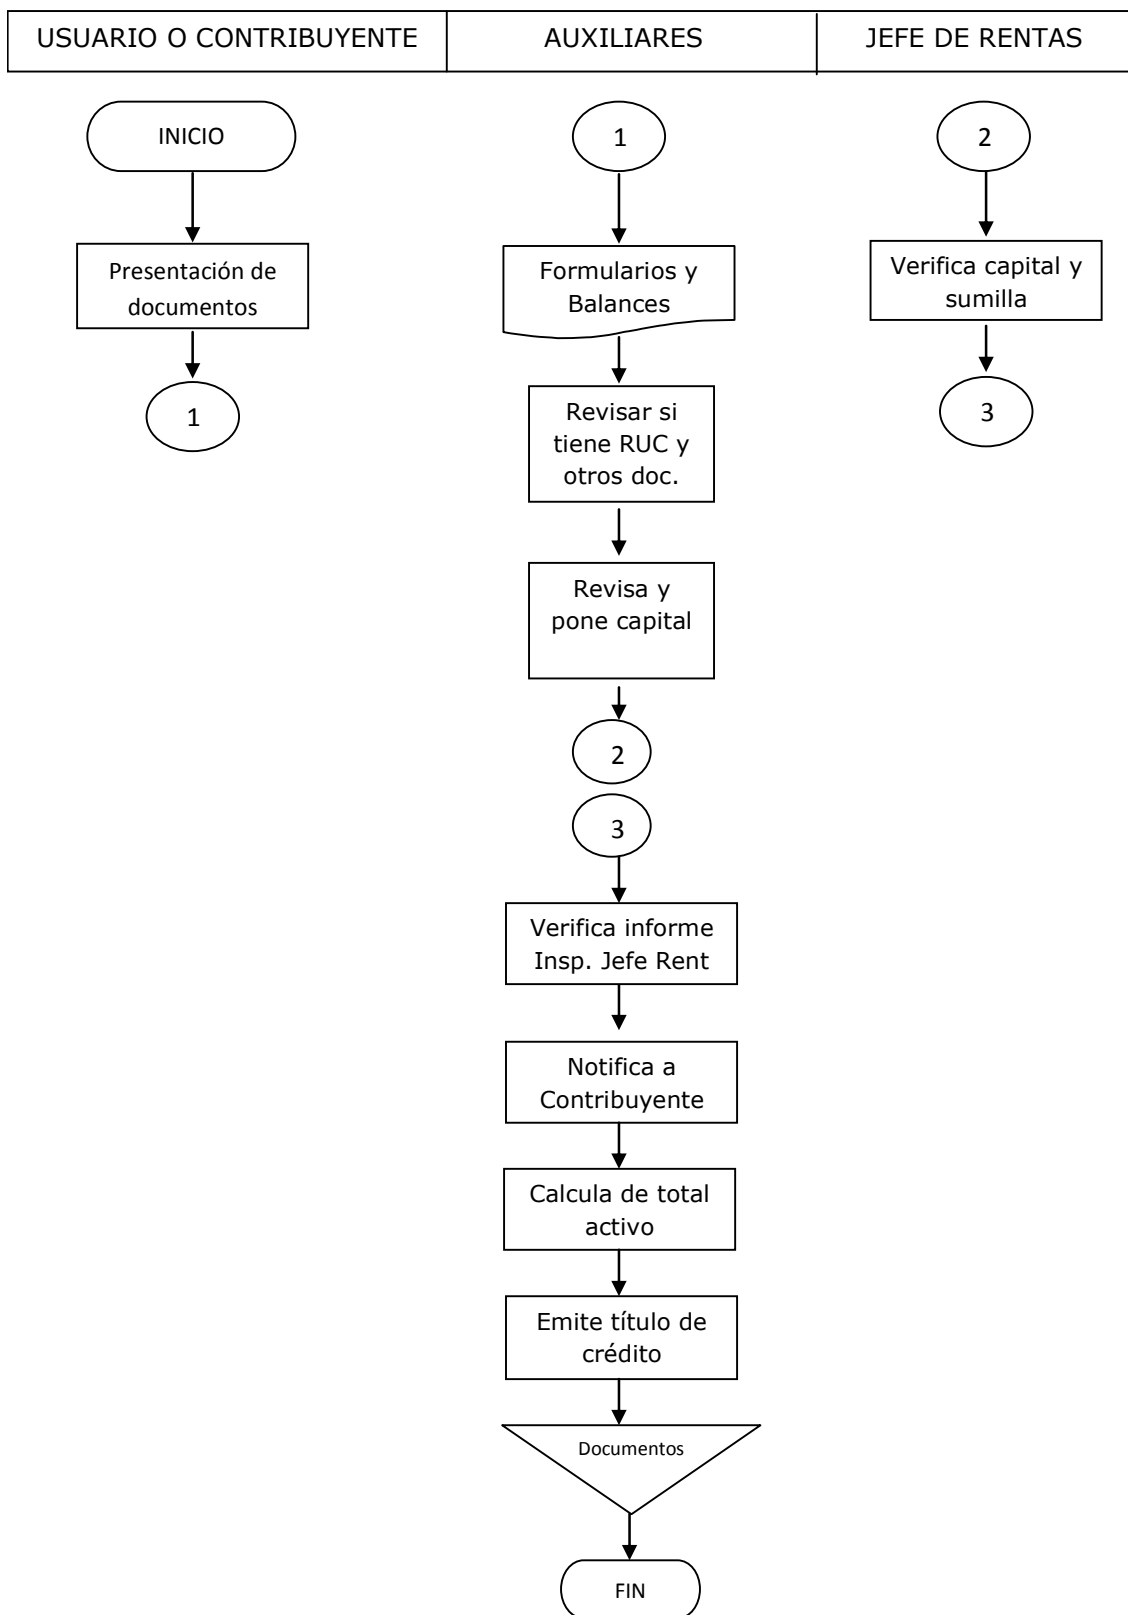 USUARIO O CONTRIBUYENTE
AUXILIARES
JEFE DE RENTAS
INICIO
Presentación de
documentos
1
1
Formularios y
Balances
Revisar si
tiene RUC y
otros doc.
Revisa y
pone capital
2
3
Verifica informe
Insp. Jefe Rent
Notifica a
Contribuyente
Calcula de total
activo
Emite título de
crédito
Documentos
FIN
2
Verifica capital y
sumilla
3